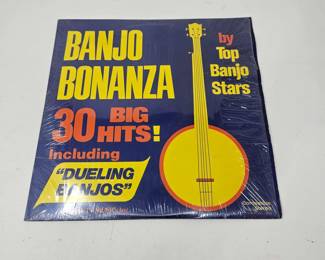 BANJO
BONANZA
by
Top
Banjo
Stars
30 BIG
HITS!
including
"DUELING
BANJOS"